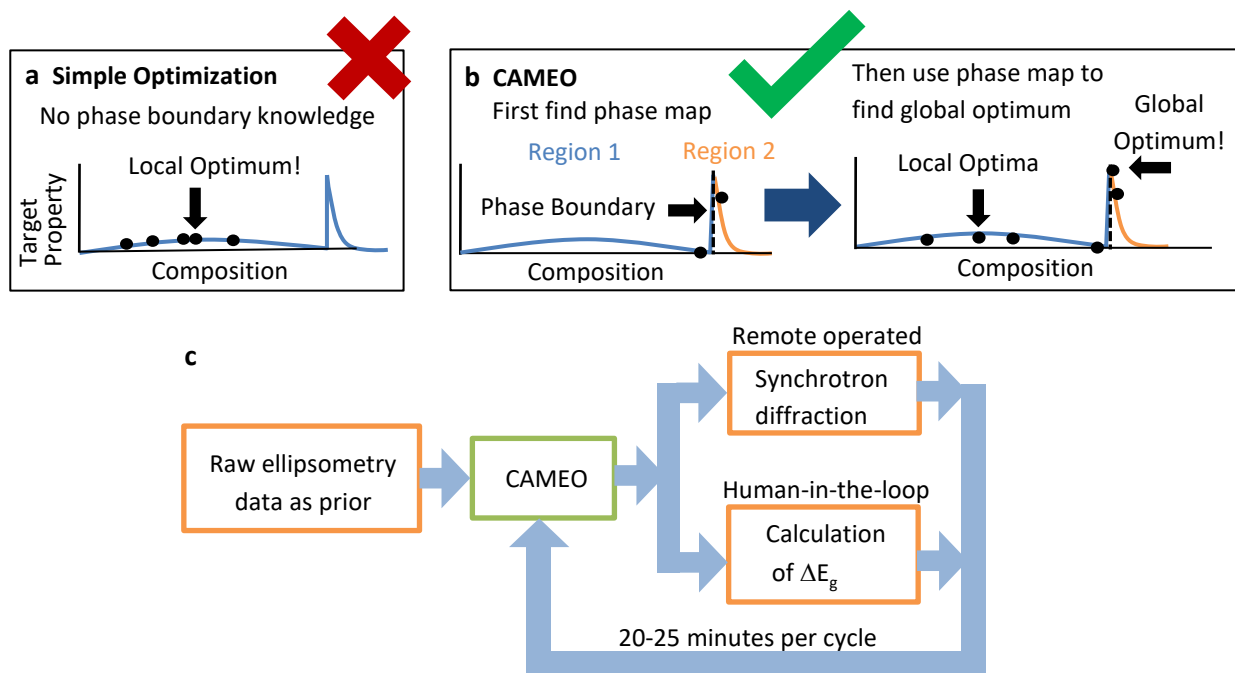 a Simple Optimization
No phase boundary knowledge
Local Optimum!
Target
Property
Composition
b CAMEO
First find phase map
Region 1
Region 2
Phase Boundary
Composition
Then use phase map to
find global optimum
Global
Optimum!
Local Optima
Composition
c
Raw ellipsometry
data as prior
CAMEO
Remote operated
Synchrotron
diffraction
Human-in-the-loop
Calculation
of ΔEg
20-25 minutes per cycle